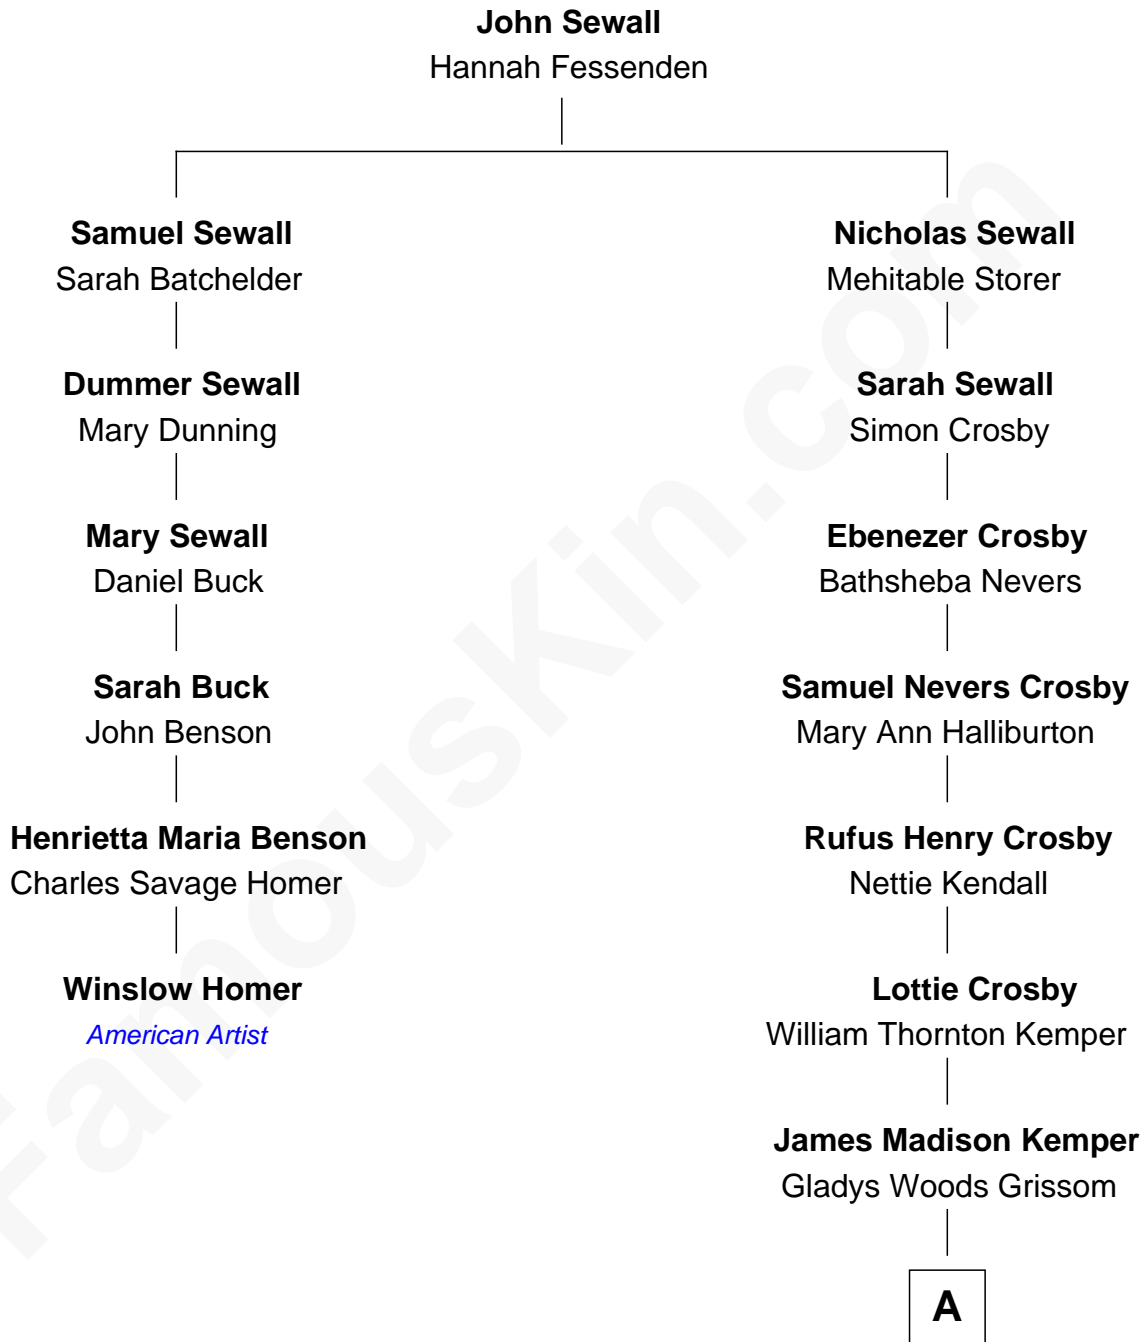 John Sewall
Hannah Fessenden
Samuel Sewall
Sarah Batchelder
Nicholas Sewall
Mehitable Storer
Dummer Sewall
Mary Dunning
Sarah Sewall
Simon Crosby
Mary Sewall
Daniel Buck
Ebenezer Crosby
Bathsheba Nevers
Sarah Buck
John Benson
Samuel Nevers Crosby
Mary Ann Halliburton
Henrietta Maria Benson
Charles Savage Homer
Rufus Henry Crosby
Nettie Kendall
Winslow Homer
American Artist
Lottie Crosby
William Thornton Kemper
James Madison Kemper
Gladys Woods Grissom
A
FamousKin.com